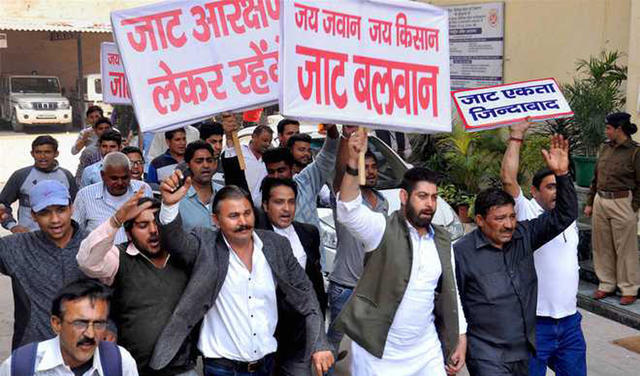 जाट आरक्षण
लेकर रहेंगे
जय जवान जय किसान
जाट बलवान
जाट एकता
जिन्दाबाद